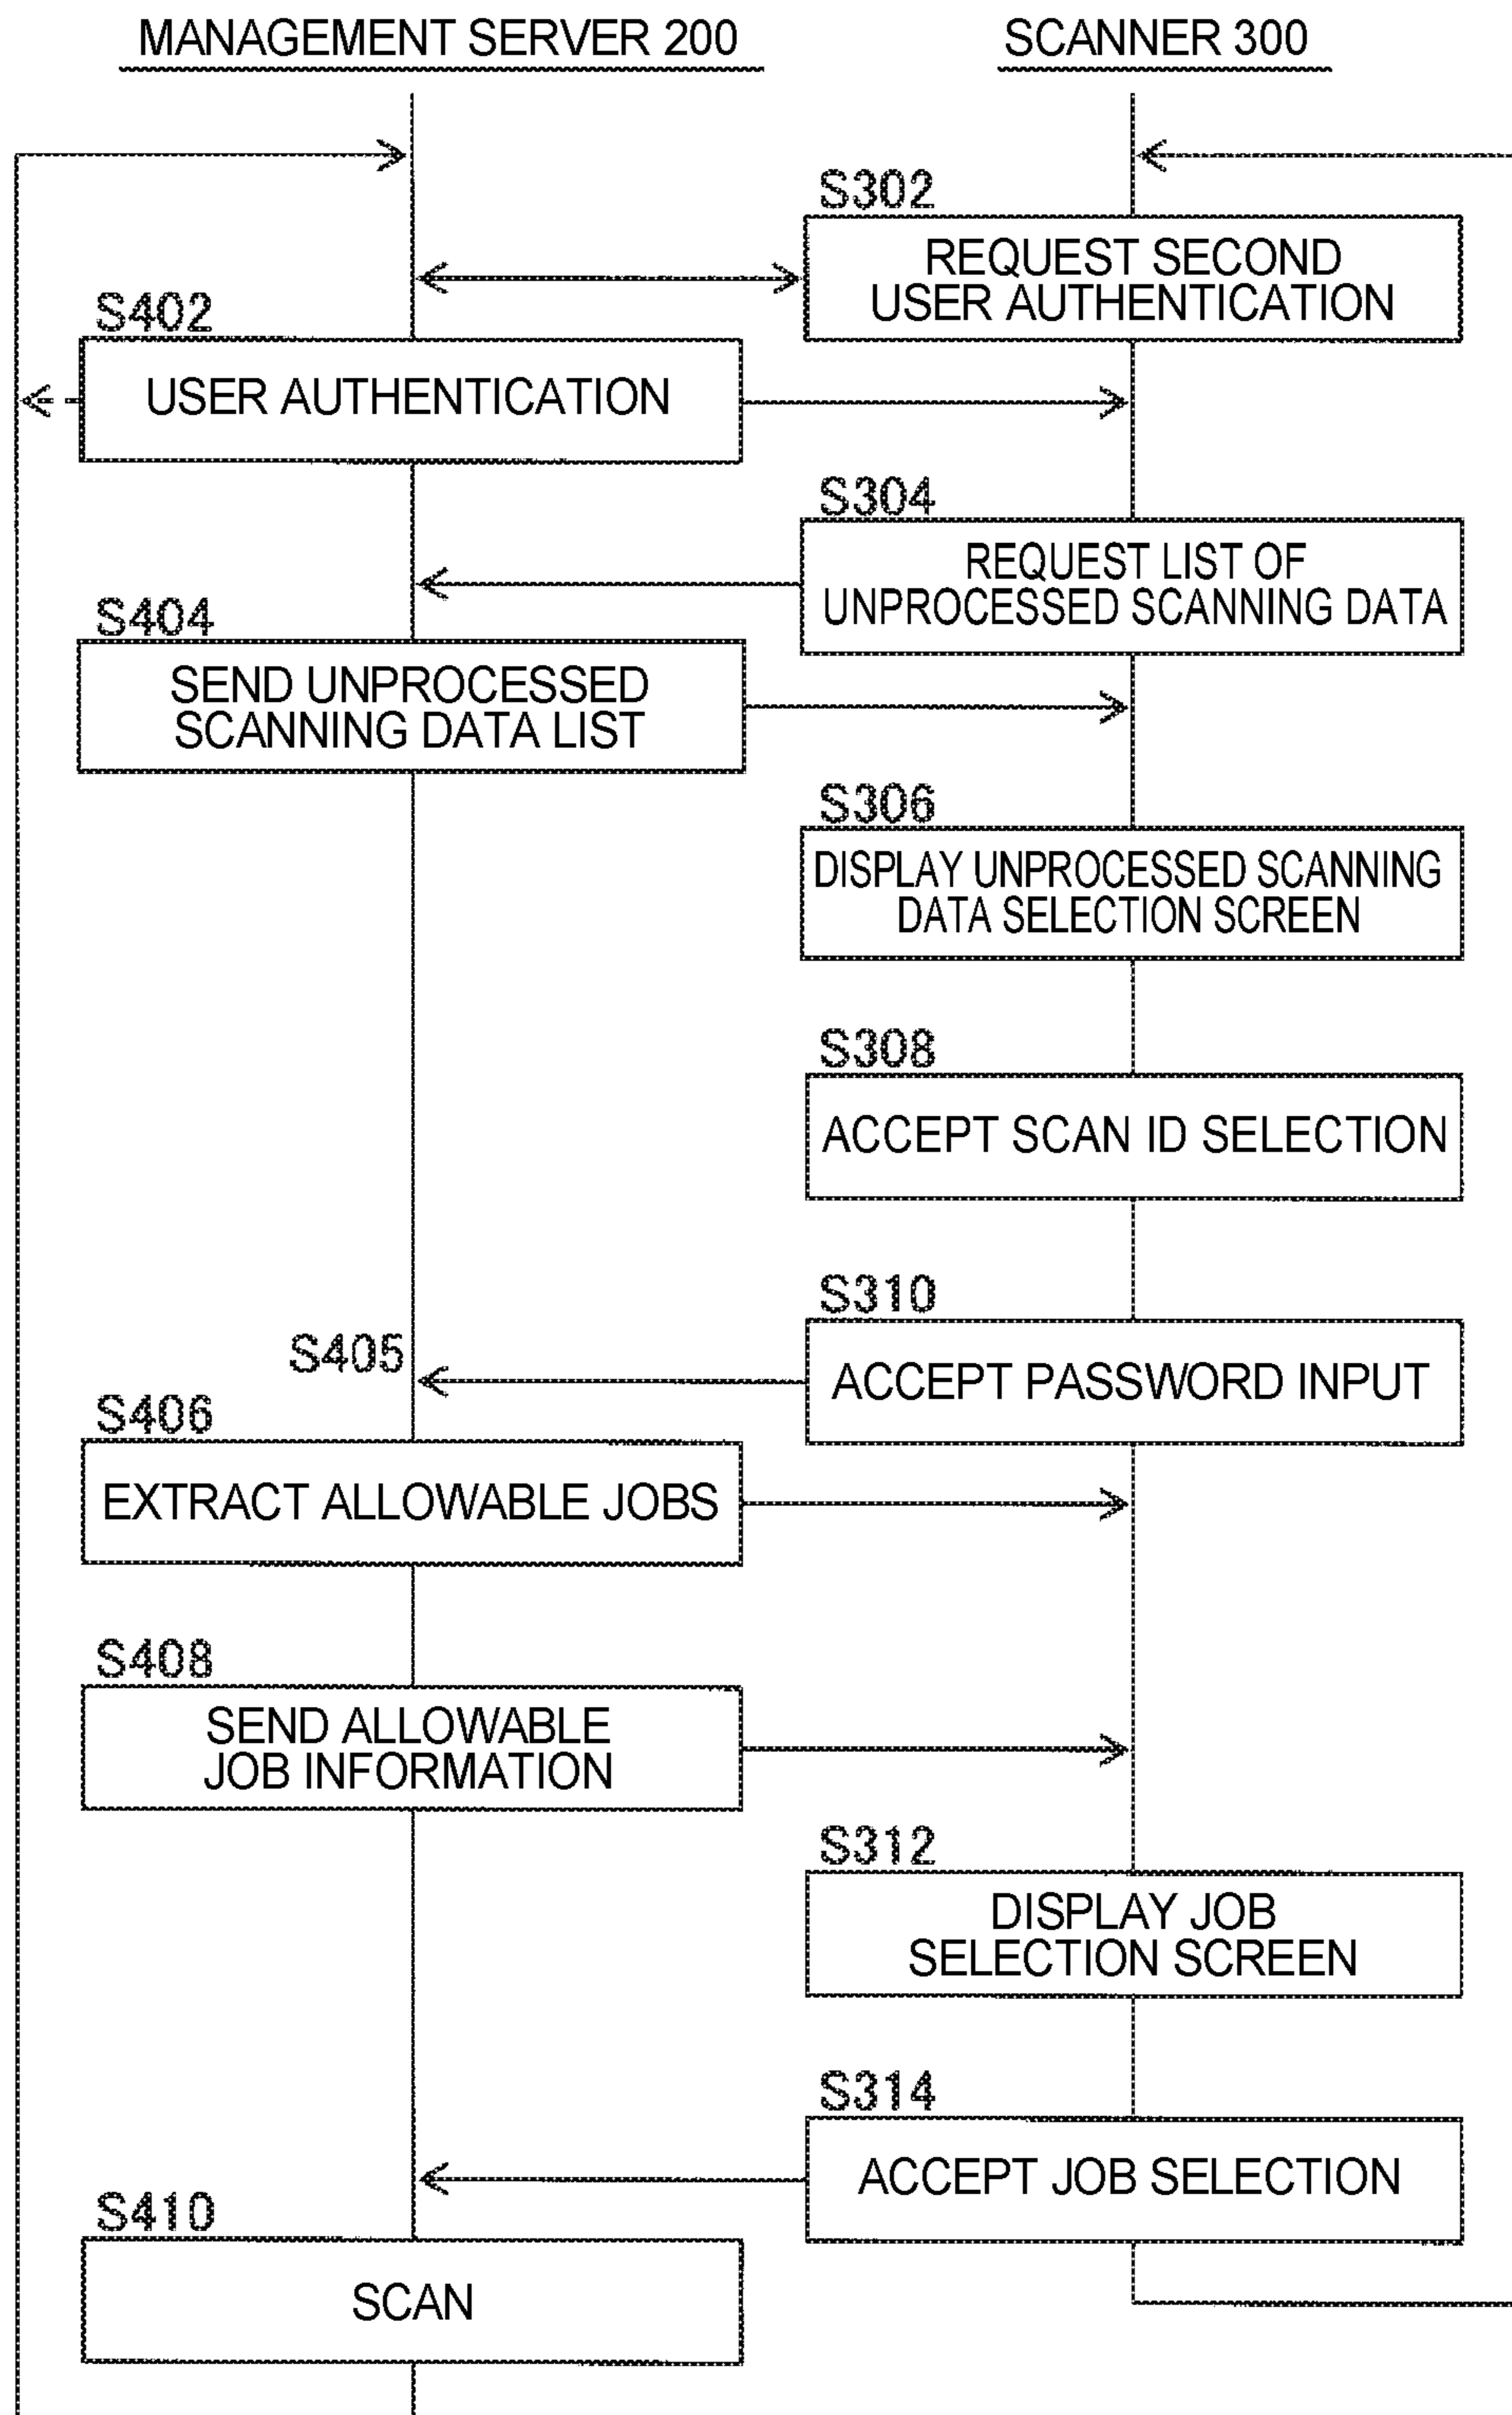 MANAGEMENT SERVER 200
SCANNER 300
S302
REQUEST SECOND
USER AUTHENTICATION
S402
USER AUTHENTICATION
S304
REQUEST LIST OF
UNPROCESSED SCANNING DATA
S404
SEND UNPROCESSED
SCANNING DATA LIST
S306
DISPLAY UNPROCESSED SCANNING
DATA SELECTION SCREEN
S308
ACCEPT SCAN ID SELECTION
S310
ACCEPT PASSWORD INPUT
S405
S406
EXTRACT ALLOWABLE JOBS
S408
SEND ALLOWABLE
JOB INFORMATION
S312
DISPLAY JOB
SELECTION SCREEN
S314
ACCEPT JOB SELECTION
S410
SCAN